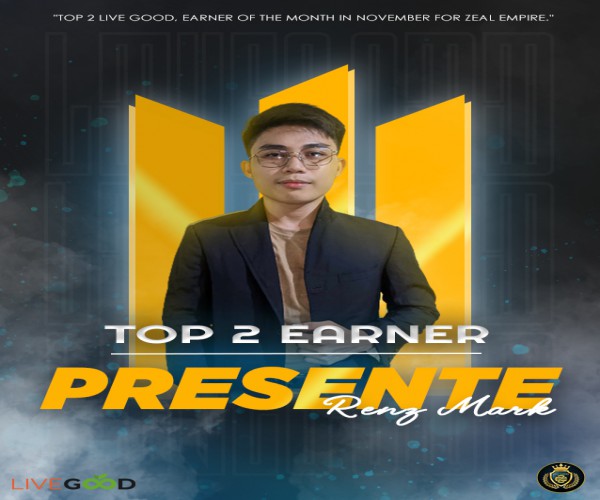 "TOP 2 LIVE GOOD, EARNER OF THE MONTH IN NOVEMBER FOR ZEAL EMPIRE."
TOP 2 EARNER
PRESENTE
Renz Mark
LIVEGOOD